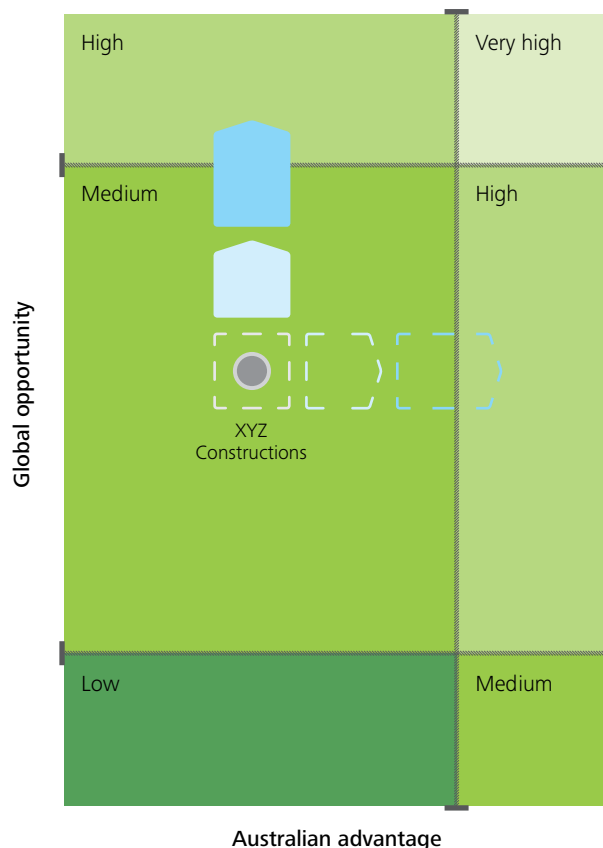 High
Very high
Medium
High
Global opportunity
XYZ
Constructions
Low
Medium
Australian advantage